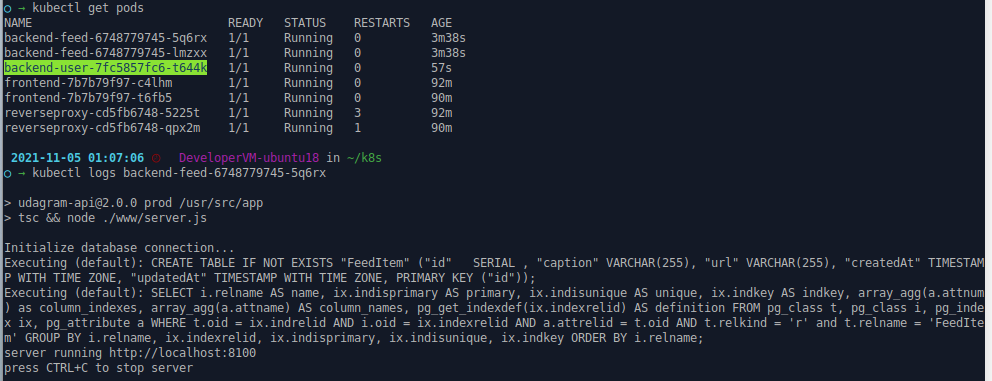 ○ → kubectl get pods
NAME READY STATUS RESTARTS AGE
backend-feed-6748779745-5q6rx 1/1 Running 0 3m38s
backend-feed-6748779745-lmzxx 1/1 Running 0 3m38s
backend-user-7fc5857fc6-t644k 1/1 Running 0 57s
frontend-7b7b79f97-c4lhm 1/1 Running 0 92m
frontend-7b7b79f97-t6fb5 1/1 Running 0 90m
reverseproxy-cd5fb6748-5225t 1/1 Running 3 92m
reverseproxy-cd5fb6748-qpx2m 1/1 Running 1 90m
2021-11-05 01:07:06 DeveloperVM-ubuntu18 in ~/k8s
○ → kubectl logs backend-feed-6748779745-5q6rx
> udagram-api@2.0.0 prod /usr/src/app
> tsc && node ./www/server.js
Initialize database connection...
Executing (default): CREATE TABLE IF NOT EXISTS "FeedItem" ("id" SERIAL , "caption" VARCHAR(255), "url" VARCHAR(255), "createdAt" TIMESTAM
P WITH TIME ZONE, "updatedAt" TIMESTAMP WITH TIME ZONE, PRIMARY KEY ("id"));
Executing (default): SELECT i.relname AS name, ix.indisprimary AS primary, ix.indisunique AS unique, ix.indkey AS indkey, array_agg(a.attnum
) as column_indexes, array_agg(a.attname) AS column_names, pg_get_indexdef(ix.indexrelid) AS definition FROM pg_class t, pg_class i, pg_inde
x ix, pg_attribute a WHERE t.oid = ix.indrelid AND i.oid = ix.indexrelid AND a.attrelid = t.oid AND t.relkind = 'r' and t.relname = 'FeedIte
m' GROUP BY i.relname, ix.indexrelid, ix.indisprimary, ix.indisunique, ix.indkey ORDER BY i.relname;
server running http://localhost:8100
press CTRL+C to stop server